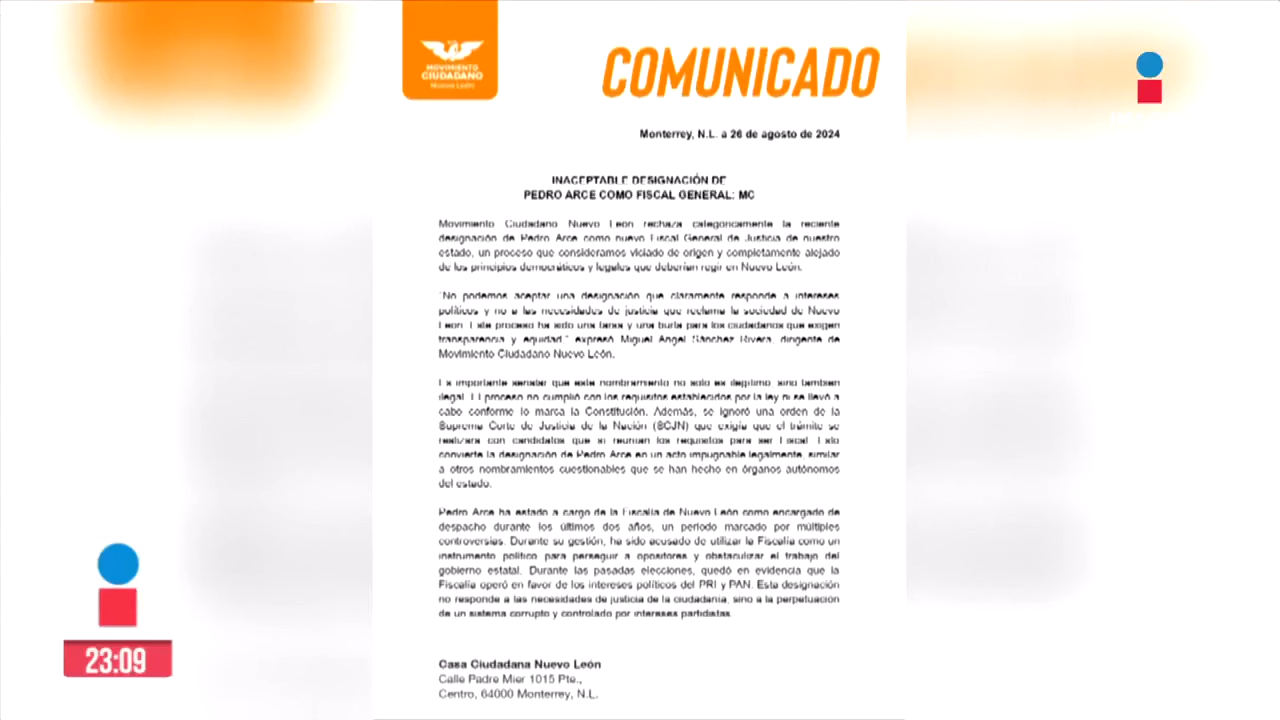 MOVIMIENTO
CIUDADANO
Nuevo León
COMUNICADO
Monterrey, N.L. a 26 de agosto de 2024
INACEPTABLE DESIGNACIÓN DE
PEDRO ARCE COMO FISCAL GENERAL: MC
Movimiento Ciudadano Nuevo León rechaza categóricamente la reciente
designación de Pedro Arce como nuevo Fiscal General de Justicia de nuestro
estado, un proceso que consideramos viciado de origen y completamente alejado
de los principios democráticos y legales que deberían regir en Nuevo León.
"No podemos aceptar una designación que claramente responde a intereses
políticos y no a las necesidades de justicia que reclama la sociedad de Nuevo
León. Este proceso ha sido una farsa y una burla para los ciudadanos que exigen
transparencia y equidad." expresó Miguel Ángel Sánchez Rivera, dirigente de
Movimiento Ciudadano Nuevo León.
Es importante señalar que este nombramiento no solo es ilegítimo, sino también
ilegal. El proceso no cumplió con los requisitos establecidos por la ley ni se llevó a
cabo conforme lo marca la Constitución. Además, se ignoró una orden de la
Suprema Corte de Justicia de la Nación (SCJN) que exigía que el trámite se
realizara con candidatos que sí reunían los requisitos para ser Fiscal. Esto
convierte la designación de Pedro Arce en un acto impugnable legalmente, similar
a otros nombramientos cuestionables que se han hecho en órganos autónomos
del estado.
Pedro Arce ha estado a cargo de la Fiscalía de Nuevo León como encargado de
despacho durante los últimos dos años, un periodo marcado por múltiples
controversias. Durante su gestión, ha sido acusado de utilizar la Fiscalía como un
instrumento político para perseguir a opositores y obstaculizar el trabajo del
gobierno estatal. Durante las pasadas elecciones, quedó en evidencia que la
Fiscalía operó en favor de los intereses políticos del PRI y PAN. Esta designación
no responde a las necesidades de justicia de la ciudadanía, sino a la perpetuación
de un sistema corrupto y controlado por intereses partidistas.
Casa Ciudadana Nuevo León
Calle Padre Mier 1015 Pte.,
Centro, 64000 Monterrey, N.L.
23:09